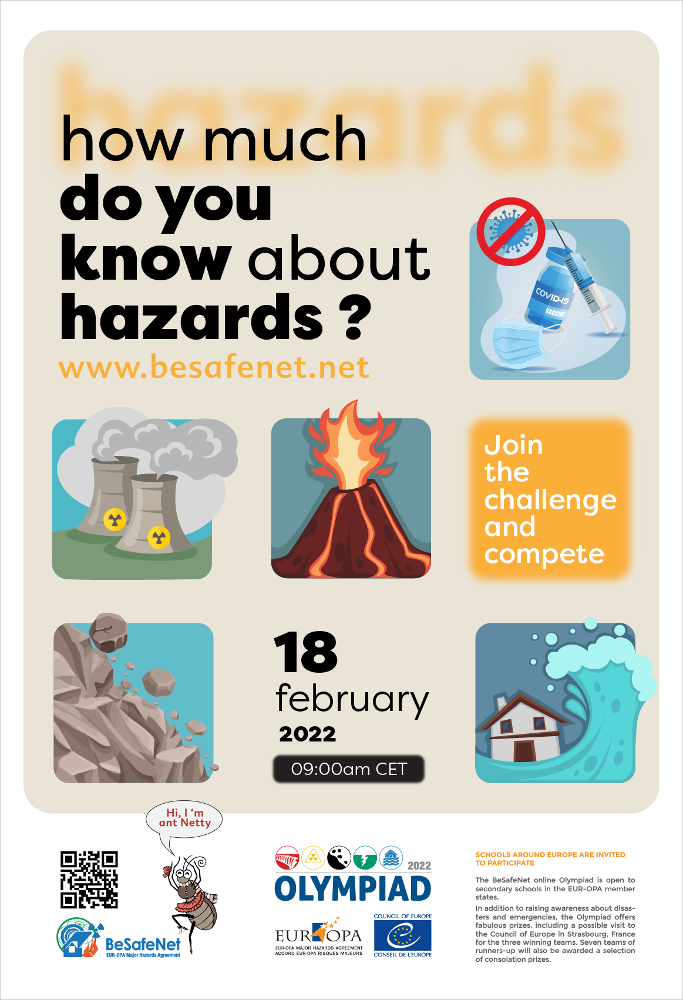 hazards
how much
do you
know about
hazards ?
www.besafenet.net
COVID-19
VACCINE
Join
the
challenge
and
compete
18
february
2022
09:00am CET
Hi, I ‘m
ant Netty
BeSafeNet
EUR-OPA Major Hazards Agreement
2022
OLYMPIAD
EUR OPA
EUR-OPA MAJOR HAZARDS AGREEMENT
ACCORD EUR-OPA RISQUES MAJEURS
COUNCIL OF EUROPE
CONSEIL DE L'EUROPE
SCHOOLS AROUND EUROPE ARE INVITED
TO PARTICIPATE
The BeSafeNet online Olympiad is open to
secondary schools in the EUR-OPA member
states.
In addition to raising awareness about disas-
ters and emergencies, the Olympiad offers
fabulous prizes, including a possible visit to
the Council of Europe in Strasbourg, France
for the three winning teams. Seven teams of
runners-up will also be awarded a selection
of consolation prizes.